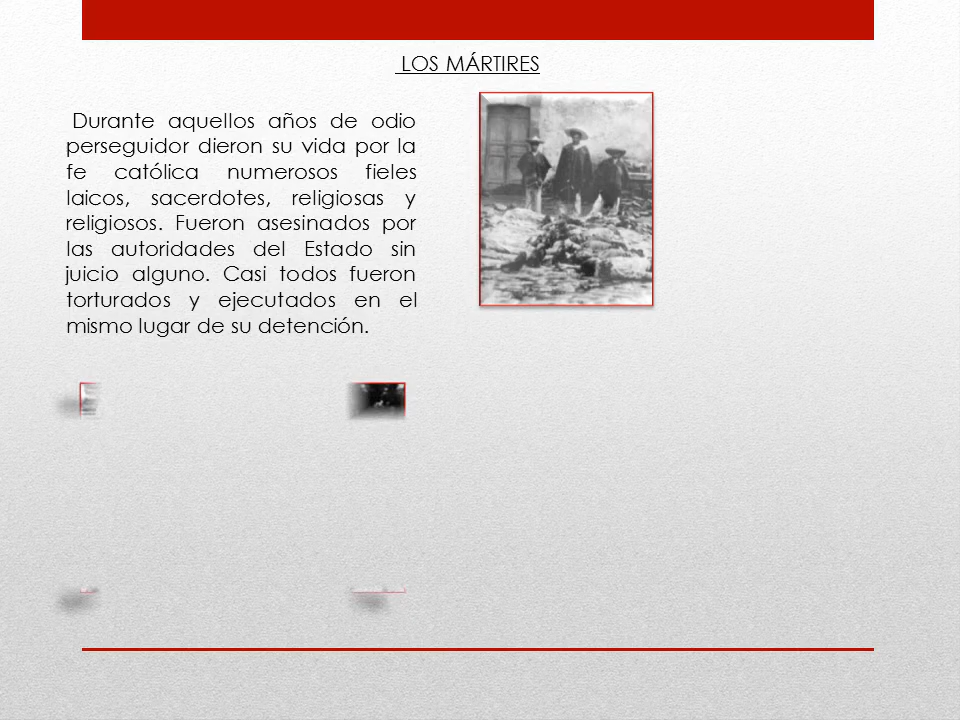 LOS MÁRTIRES
Durante aquellos años de odio
perseguidor dieron su vida por la
fe católica numerosos fieles
laicos, sacerdotes, religiosas y
religiosos. Fueron asesinados por
las autoridades del Estado sin
juicio alguno. Casi todos fueron
torturados y ejecutados en el
mismo lugar de su detención.